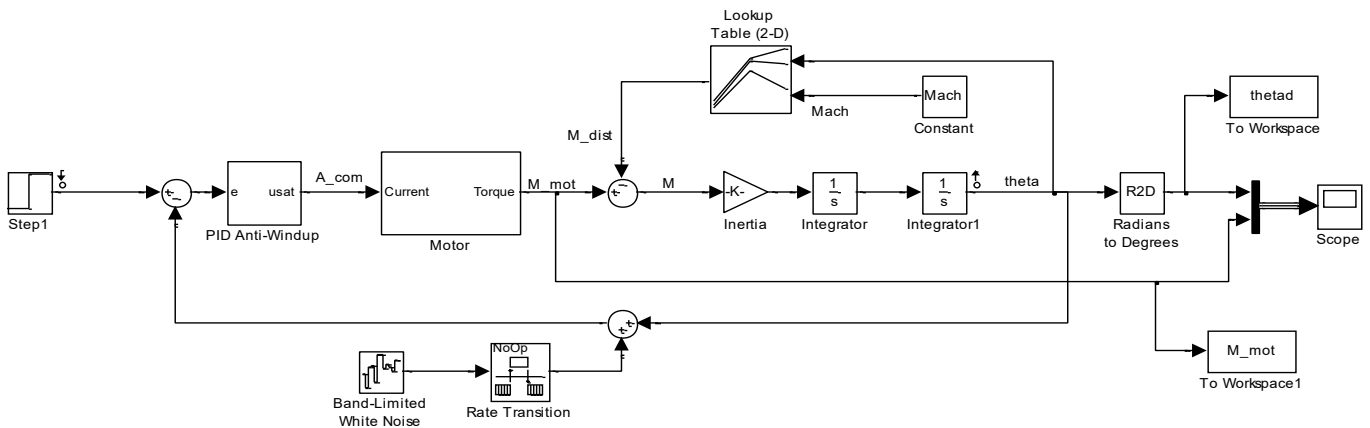 Lookup
Table (2-D)
Mach
Mach
Constant
thetad
To Workspace
M_dist
Step1
e
usat
PID Anti-Windup
A_com
Current
Torque
Motor
M_mot
M
-K-
Inertia
1
s
Integrator
1
s
Integrator1
theta
R2D
Radians
to Degrees
Scope
NoOp
Band-Limited
White Noise
Rate Transition
M_mot
To Workspace1